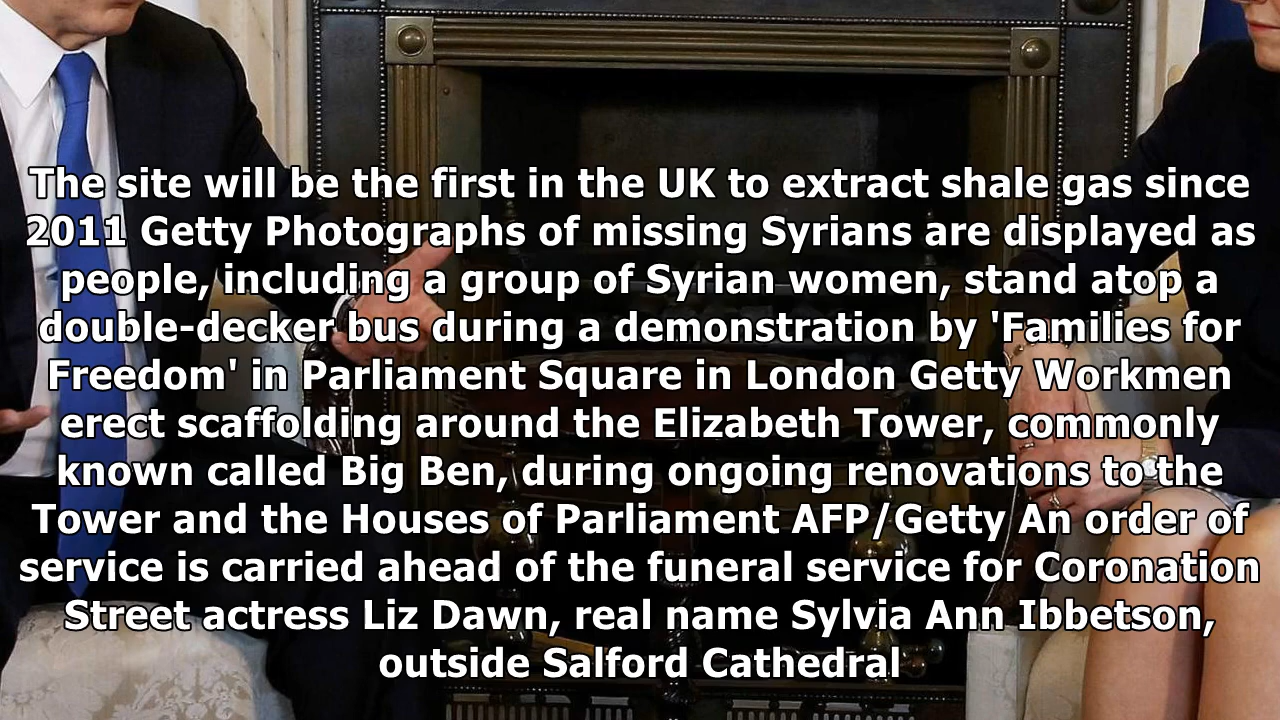 The site will be the first in the UK to extract shale gas since
2011 Getty Photographs of missing Syrians are displayed as
people, including a group of Syrian women, stand atop a
double-decker bus during a demonstration by 'Families for
Freedom' in Parliament Square in London Getty Workmen
erect scaffolding around the Elizabeth Tower, commonly
known called Big Ben, during ongoing renovations to the
Tower and the Houses of Parliament AFP/Getty An order of
service is carried ahead of the funeral service for Coronation
Street actress Liz Dawn, real name Sylvia Ann Ibbetson,
outside Salford Cathedral